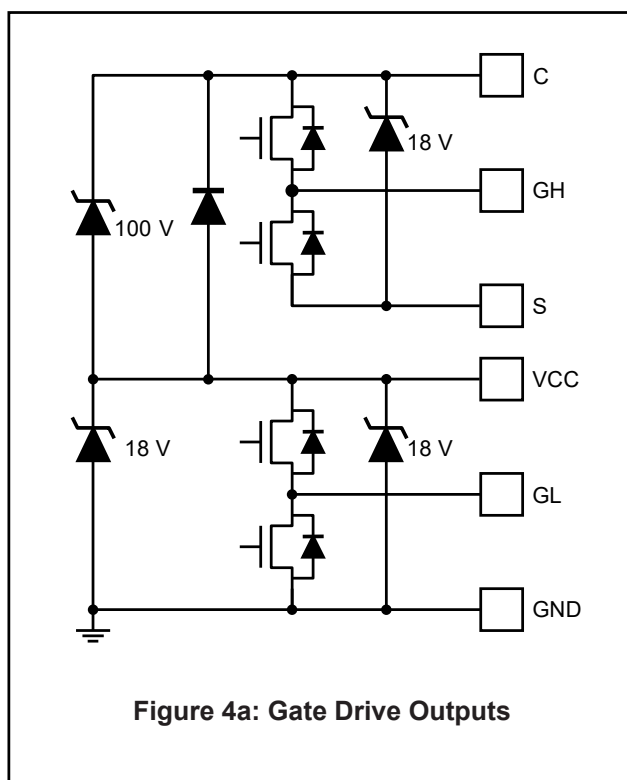 C
18 V
GH
100 V
S
VCC
18 V
18 V
GL
GND
Figure 4a: Gate Drive Outputs